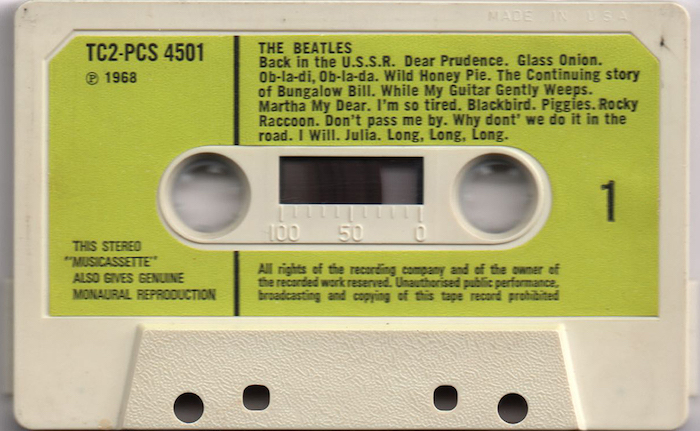 MADE IN USA
TC2-PCS 4501
℗ 1968
THE BEATLES
Back in the U.S.S.R. Dear Prudence. Glass Onion.
Ob-la-di, Ob-la-da. Wild Honey Pie. The Continuing story
of Bungalow Bill. While My Guitar Gently Weeps.
Martha My Dear. I'm so tired. Blackbird. Piggies. Rocky
Raccoon. Don't pass me by. Why dont' we do it in the
road. I Will. Julia. Long, Long, Long.
1
100 50 0
THIS STEREO
"MUSICASSETTE"
ALSO GIVES GENUINE
MONAURAL REPRODUCTION
All rights of the recording company and of the owner of
the recorded work reserved. Unauthorised public performance,
broadcasting and copying of this tape record prohibited